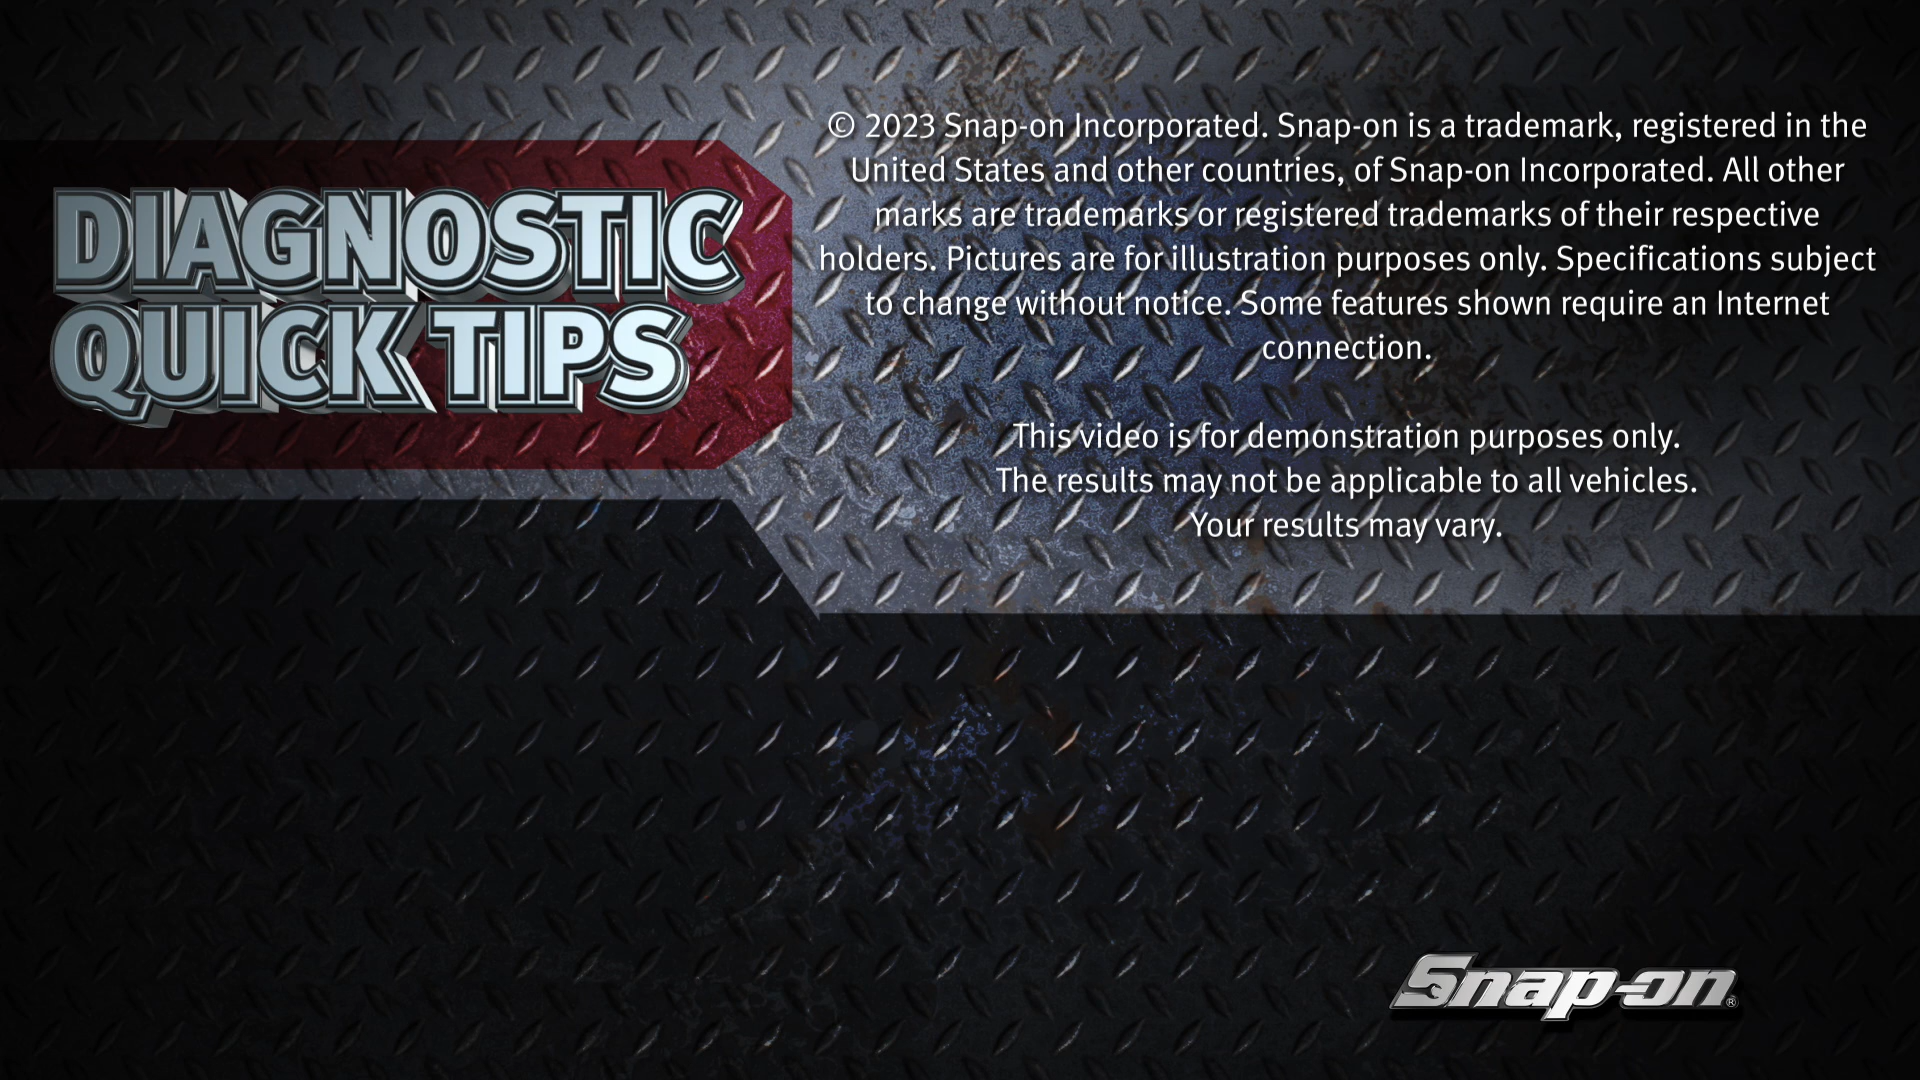 DIAGNOSTIC
QUICK TIPS
© 2023 Snap-on Incorporated. Snap-on is a trademark, registered in the
United States and other countries, of Snap-on Incorporated. All other
marks are trademarks or registered trademarks of their respective
holders. Pictures are for illustration purposes only. Specifications subject
to change without notice. Some features shown require an Internet
connection.
This video is for demonstration purposes only.
The results may not be applicable to all vehicles.
Your results may vary.
Snap-on®